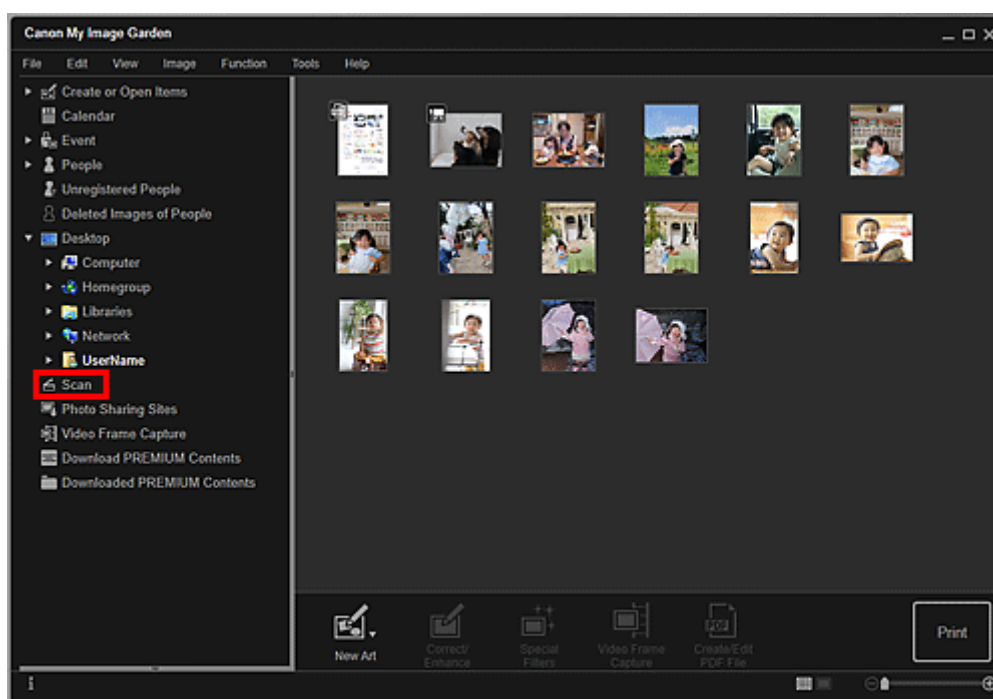 Canon My Image Garden
File Edit View Image Function Tools Help
Create or Open Items
Calendar
Event
People
Unregistered People
Deleted Images of People
Desktop
Computer
Homegroup
Libraries
Network
UserName
Scan
Photo Sharing Sites
Video Frame Capture
Download PREMIUM Contents
Downloaded PREMIUM Contents
New Art
Correct/
Enhance
Special
Filters
Video Frame
Capture
PDF
Create/Edit
PDF File
Print